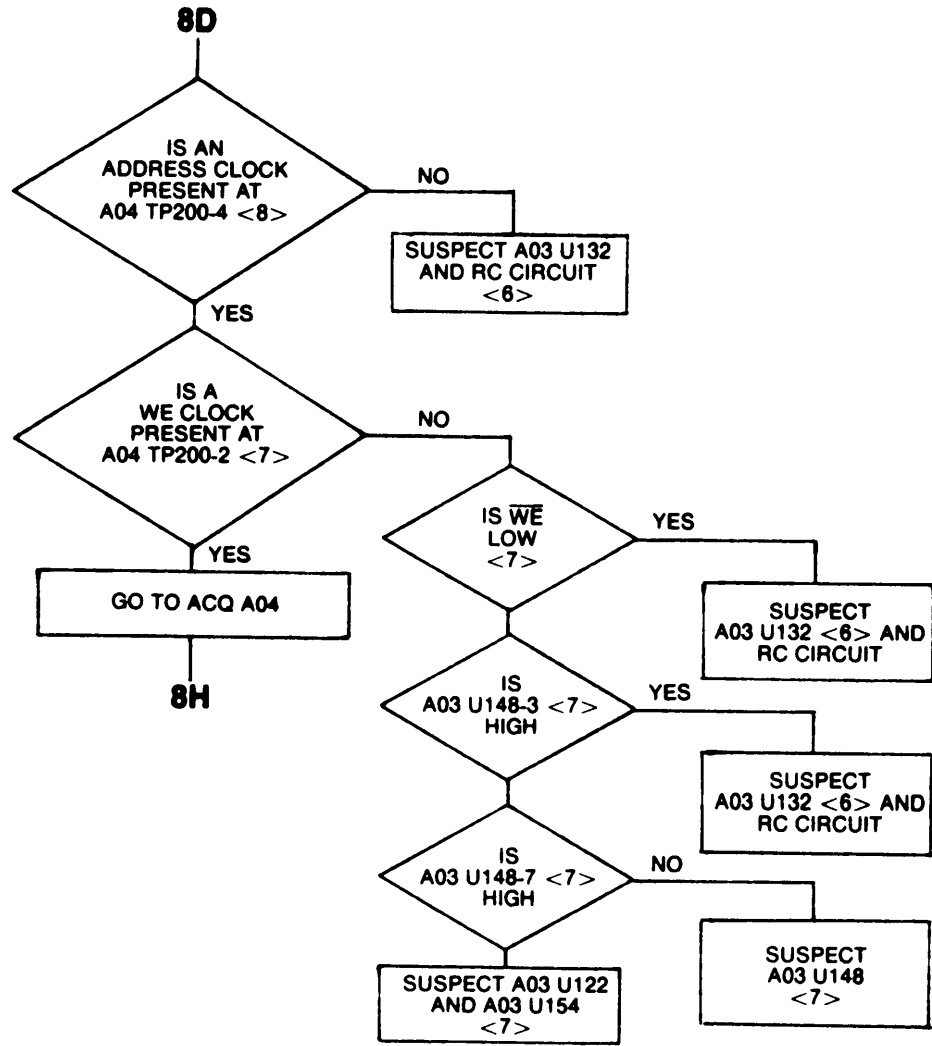 8D
IS AN
ADDRESS CLOCK
PRESENT AT
A04 TP200-4 <8>
NO
SUSPECT A03 U132
AND RC CIRCUIT
<6>
YES
IS A
WE CLOCK
PRESENT AT
A04 TP200-2 <7>
NO
YES
GO TO ACQ A04
8H
IS W̅E̅
LOW
<7>
YES
SUSPECT
A03 U132 <6> AND
RC CIRCUIT
IS
A03 U148-3 <7>
HIGH
YES
SUSPECT
A03 U132 <6> AND
RC CIRCUIT
IS
A03 U148-7 <7>
HIGH
NO
SUSPECT
A03 U148
<7>
SUSPECT A03 U122
AND A03 U154
<7>